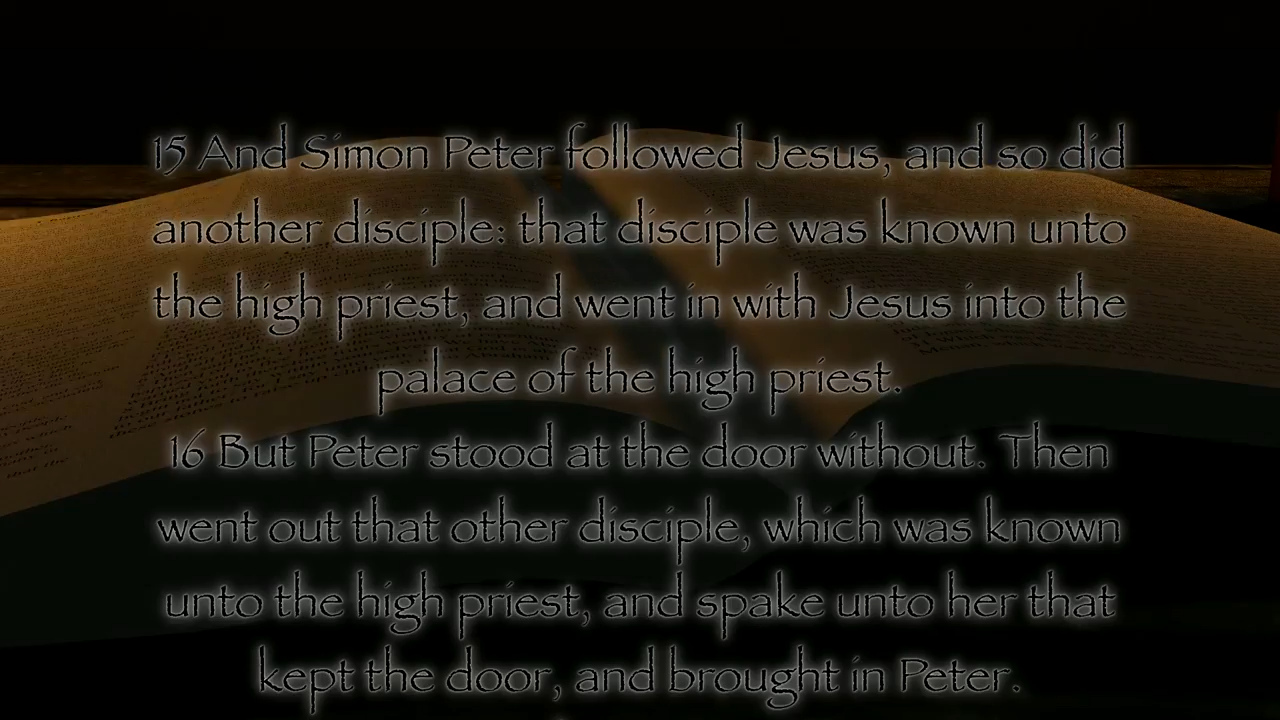 15 And Simon Peter followed Jesus, and so did
another disciple: that disciple was known unto
the high priest, and went in with Jesus into the
palace of the high priest.
16 But Peter stood at the door without. Then
went out that other disciple, which was known
unto the high priest, and spake unto her that
kept the door, and brought in Peter.